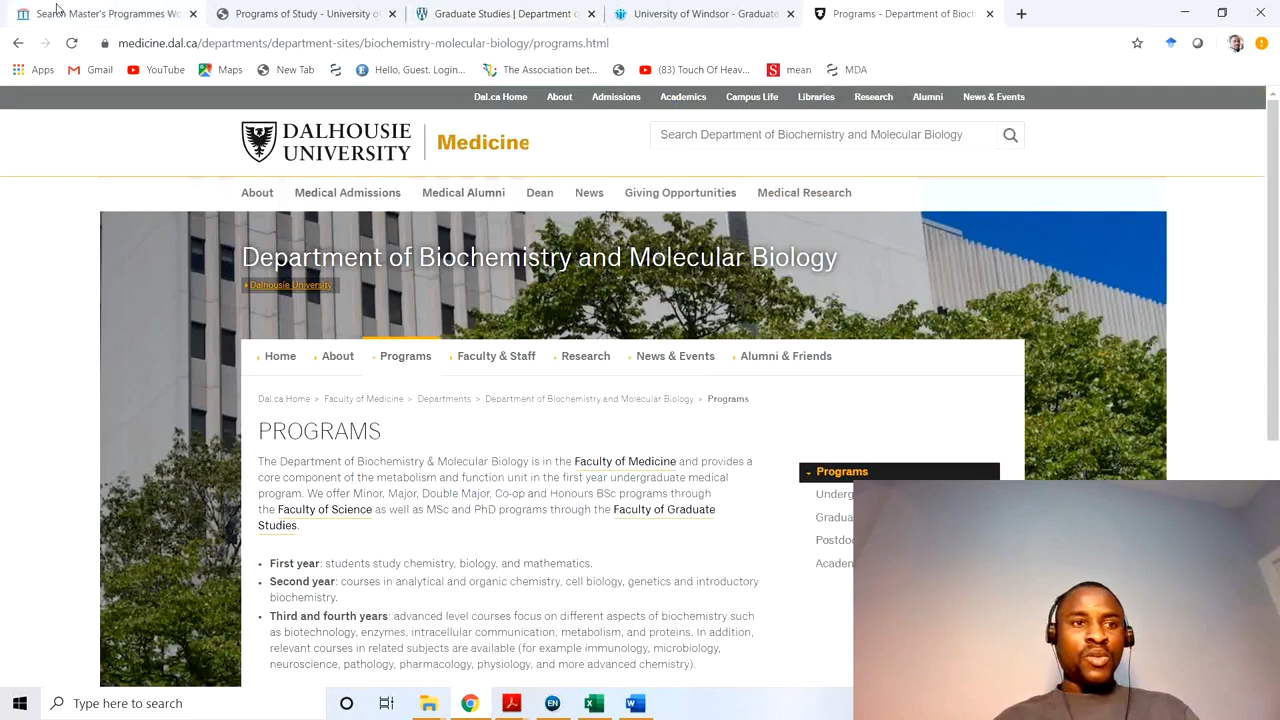 Search Master's Programmes Wo
Programs of Study - University of
Graduate Studies | Department of
University of Windsor - Graduate
Programs - Department of Bioch
medicine.dal.ca/departments/department-sites/biochemistry-molecular-biology/programs.html
Apps
Gmail
YouTube
Maps
New Tab
Hello, Guest. Login...
The Association bet...
(83) Touch Of Heav...
mean
MDA
Dal.ca Home
About
Admissions
Academics
Campus Life
Libraries
Research
Alumni
News & Events
DALHOUSIE
UNIVERSITY
Medicine
Search Department of Biochemistry and Molecular Biology
About
Medical Admissions
Medical Alumni
Dean
News
Giving Opportunities
Medical Research
Department of Biochemistry and Molecular Biology
Dalhousie University
Home
About
Programs
Faculty & Staff
Research
News & Events
Alumni & Friends
Dal.ca Home > Faculty of Medicine > Departments > Department of Biochemistry and Molecular Biology > Programs
PROGRAMS
The Department of Biochemistry & Molecular Biology is in the Faculty of Medicine and provides a
core component of the metabolism and function unit in the first year undergraduate medical
program. We offer Minor, Major, Double Major, Co-op and Honours BSc programs through
the Faculty of Science as well as MSc and PhD programs through the Faculty of Graduate
Studies.
• First year: students study chemistry, biology, and mathematics.
• Second year: courses in analytical and organic chemistry, cell biology, genetics and introductory
biochemistry.
• Third and fourth years: advanced level courses focus on different aspects of biochemistry such
as biotechnology, enzymes, intracellular communication, metabolism, and proteins. In addition,
relevant courses in related subjects are available (for example immunology, microbiology,
neuroscience, pathology, pharmacology, physiology, and more advanced chemistry).
Programs
Underg
Gradua
Postdoc
Academ
Type here to search
EN